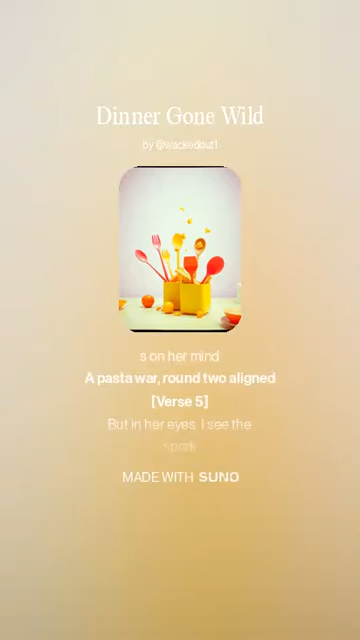 Dinner Gone Wild
by @wackedout1
s on her mind
A pasta war, round two aligned
[Verse 5]
But in her eyes I see the
spark
MADE WITH SUNO